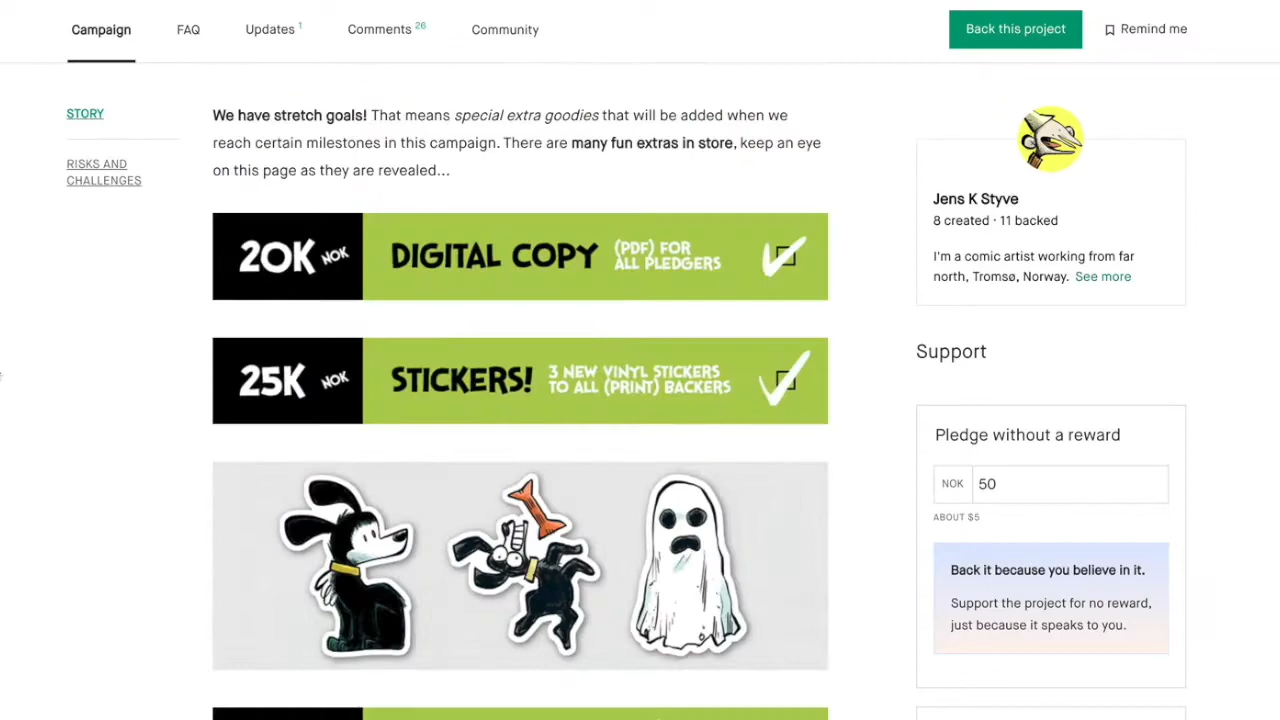 Campaign FAQ Updates 1 Comments 26 Community Back this project Remind me
STORY
RISKS AND
CHALLENGES
We have stretch goals! That means special extra goodies that will be added when we
reach certain milestones in this campaign. There are many fun extras in store, keep an eye
on this page as they are revealed...
20K NOK DIGITAL COPY (PDF) FOR
ALL PLEDGERS
25K NOK STICKERS! 3 NEW VINYL STICKERS
TO ALL (PRINT) BACKERS
Jens K Styve
8 created · 11 backed
I'm a comic artist working from far
north, Tromsø, Norway. See more
Support
Pledge without a reward
NOK 50
ABOUT $5
Back it because you believe in it.
Support the project for no reward,
just because it speaks to you.